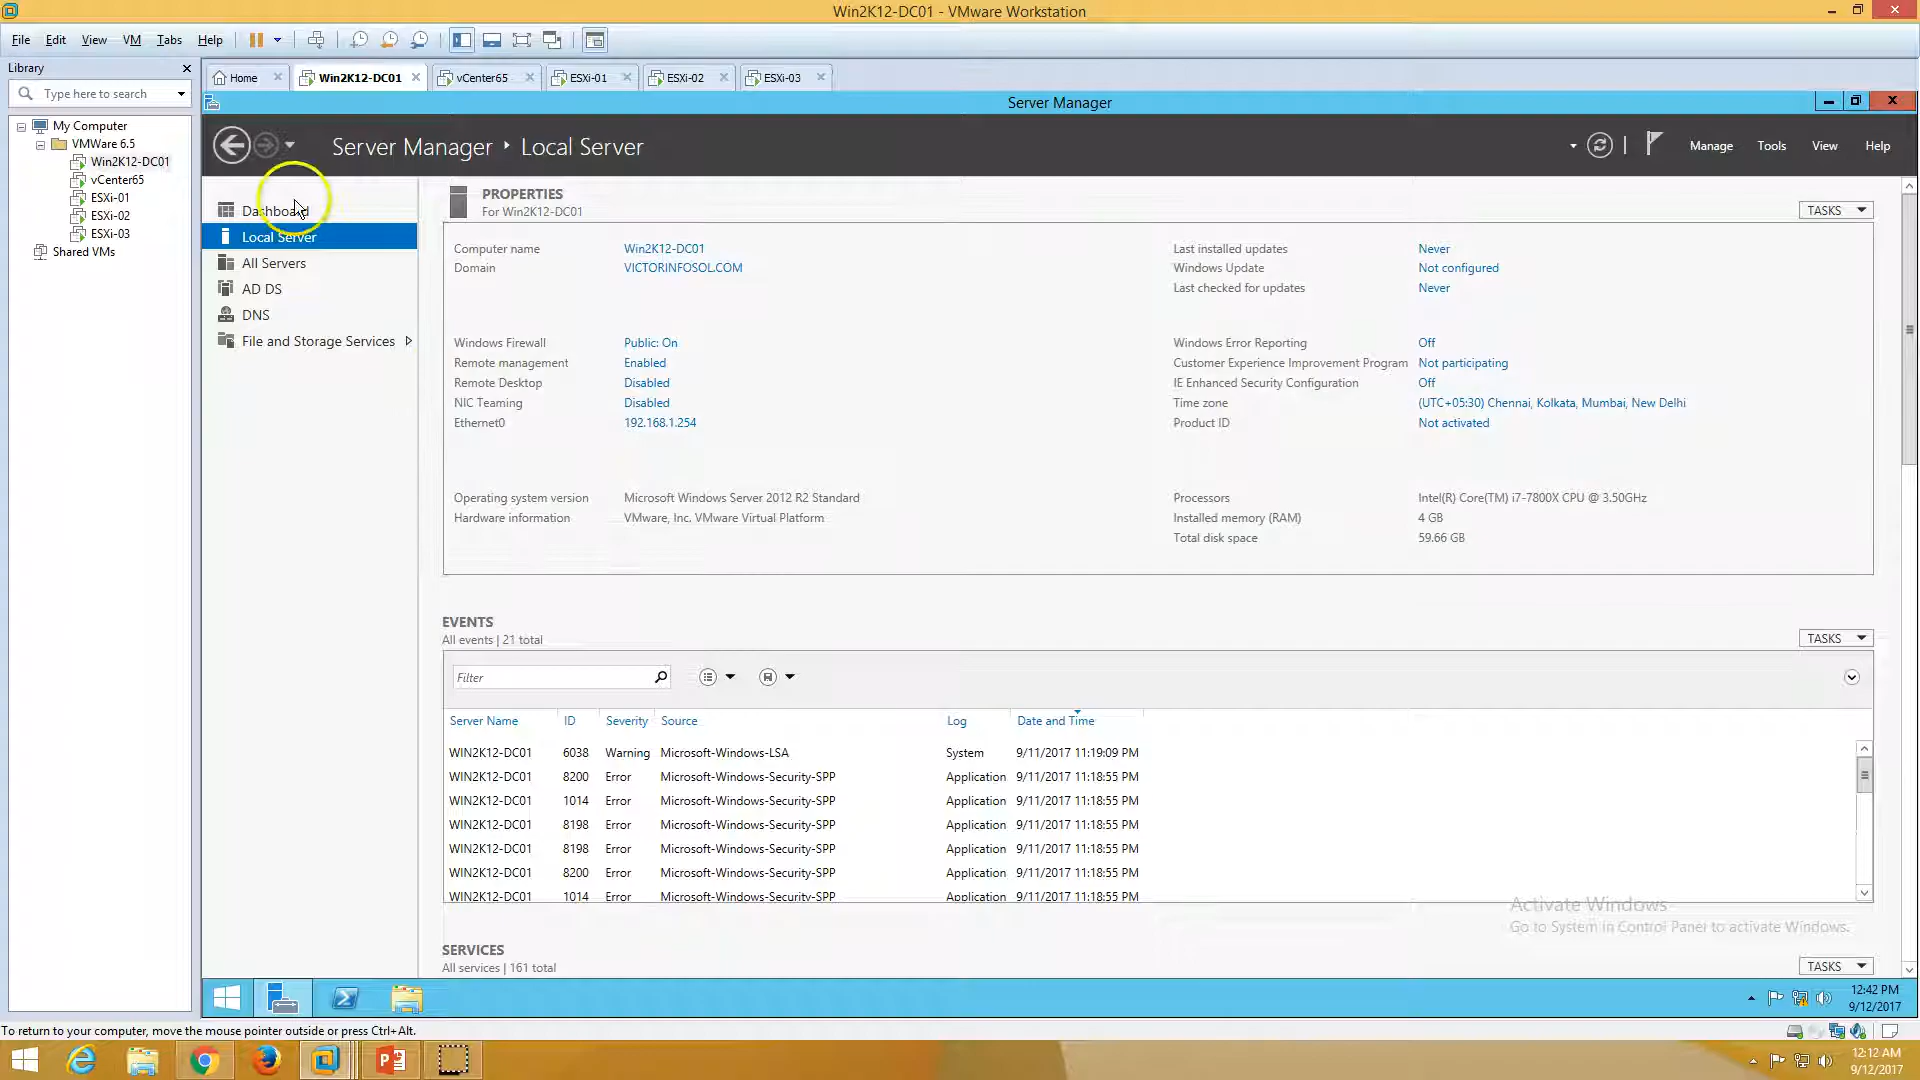 Win2K12-DC01 - VMware Workstation
File Edit View VM Tabs Help
Library
Home Win2K12-DC01 vCenter65 ESXi-01 ESXi-02 ESXi-03
Type here to search
Server Manager
My Computer
VMWare 6.5
Win2K12-DC01
vCenter65
ESXi-01
ESXi-02
ESXi-03
Shared VMs
Server Manager Local Server
Manage Tools View Help
Dashboard
Local Server
All Servers
AD DS
DNS
File and Storage Services
PROPERTIES
For Win2K12-DC01
TASKS
Computer name Win2K12-DC01 Last installed updates Never
Domain VICTORINFOSOL.COM Windows Update Not configured
Last checked for updates Never
Windows Firewall Public: On Windows Error Reporting Off
Remote management Enabled Customer Experience Improvement Program Not participating
Remote Desktop Disabled IE Enhanced Security Configuration Off
NIC Teaming Disabled Time zone (UTC+05:30) Chennai, Kolkata, Mumbai, New Delhi
Ethernet0 192.168.1.254 Product ID Not activated
Operating system version Microsoft Windows Server 2012 R2 Standard Processors Intel(R) Core(TM) i7-7800X CPU @ 3.50GHz
Hardware information VMware, Inc. VMware Virtual Platform Installed memory (RAM) 4 GB
Total disk space 59.66 GB
EVENTS
All events | 21 total
TASKS
Filter
Server Name ID Severity Source Log Date and Time
WIN2K12-DC01 6038 Warning Microsoft-Windows-LSA System 9/11/2017 11:19:09 PM
WIN2K12-DC01 8200 Error Microsoft-Windows-Security-SPP Application 9/11/2017 11:18:55 PM
WIN2K12-DC01 1014 Error Microsoft-Windows-Security-SPP Application 9/11/2017 11:18:55 PM
WIN2K12-DC01 8198 Error Microsoft-Windows-Security-SPP Application 9/11/2017 11:18:55 PM
WIN2K12-DC01 8198 Error Microsoft-Windows-Security-SPP Application 9/11/2017 11:18:55 PM
WIN2K12-DC01 8200 Error Microsoft-Windows-Security-SPP Application 9/11/2017 11:18:55 PM
WIN2K12-DC01 1014 Error Microsoft-Windows-Security-SPP Application 9/11/2017 11:18:55 PM
Activate Windows
Go to System in Control Panel to activate Windows.
SERVICES
All services | 161 total
TASKS
12:42 PM
9/12/2017
To return to your computer, move the mouse pointer outside or press Ctrl+Alt.
12:12 AM
9/12/2017